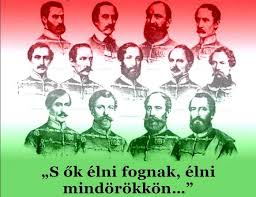 „S ők élni fognak, élni
mindörökkön...”